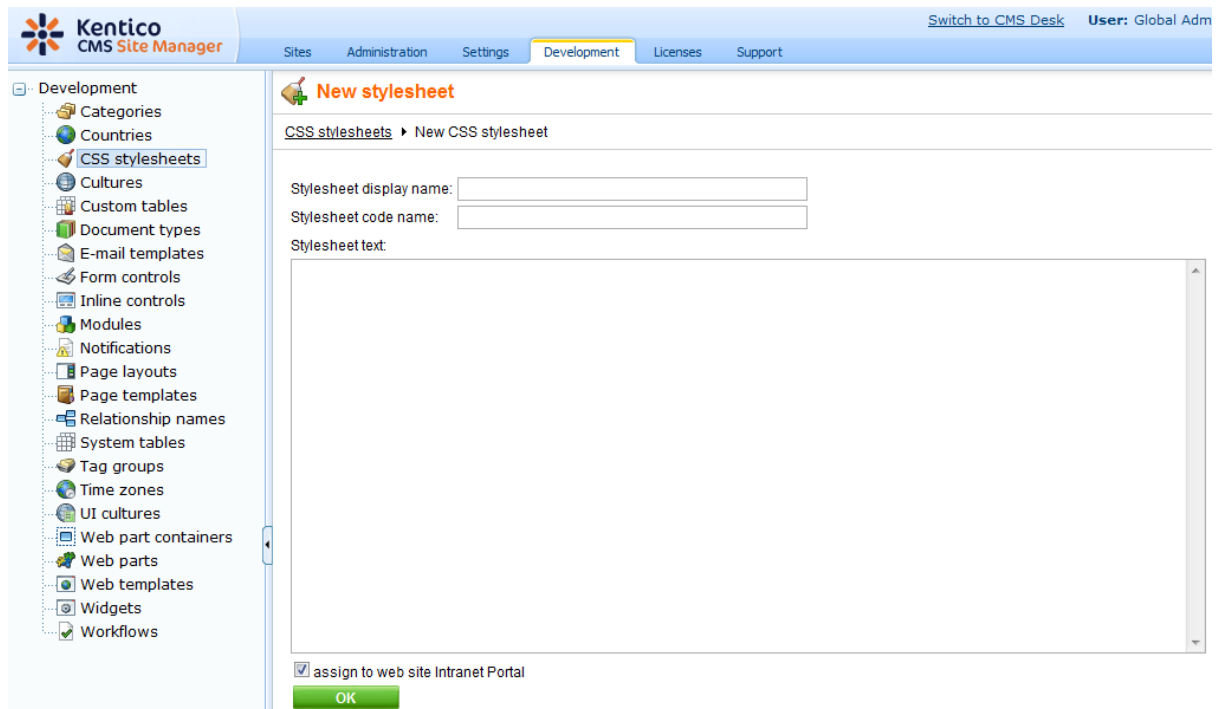 Kentico
CMS Site Manager
Switch to CMS Desk User: Global Adm
Sites Administration Settings Development Licenses Support
Development
Categories
Countries
CSS stylesheets
Cultures
Custom tables
Document types
E-mail templates
Form controls
Inline controls
Modules
Notifications
Page layouts
Page templates
Relationship names
System tables
Tag groups
Time zones
UI cultures
Web part containers
Web parts
Web templates
Widgets
Workflows
New stylesheet
CSS stylesheets New CSS stylesheet
Stylesheet display name:
Stylesheet code name:
Stylesheet text:
assign to web site Intranet Portal
OK